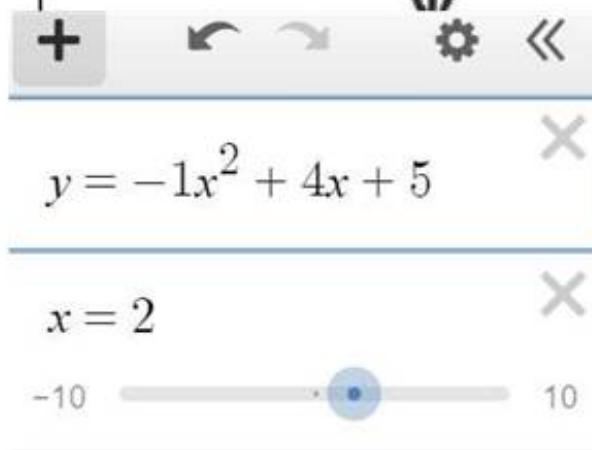 y = −1x² + 4x + 5
x = 2
−10 10